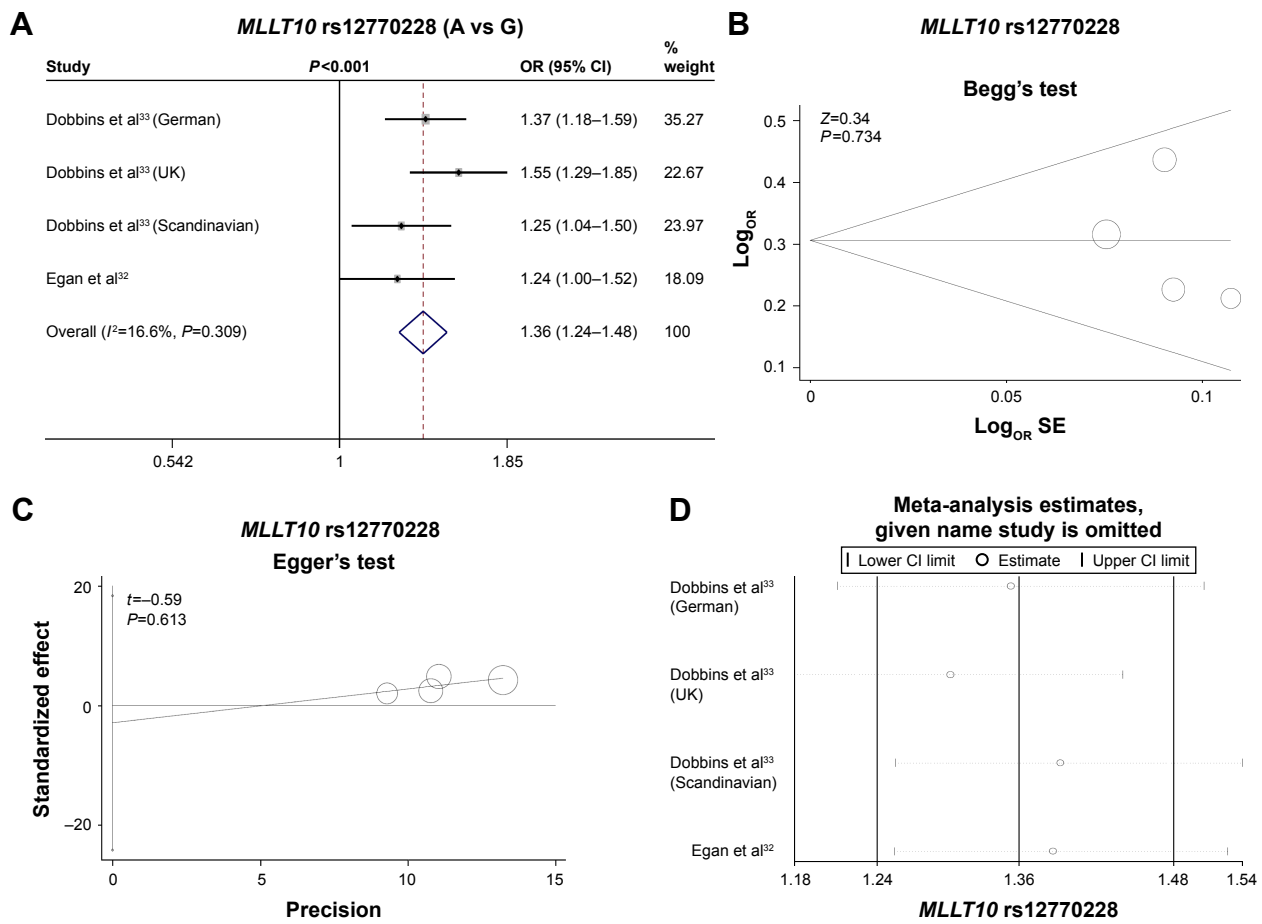 A
MLLT10 rs12770228 (A vs G)
Study P<0.001 OR (95% CI) % weight
Dobbins et al³³ (German) 1.37 (1.18–1.59) 35.27
Dobbins et al³³ (UK) 1.55 (1.29–1.85) 22.67
Dobbins et al³³ (Scandinavian) 1.25 (1.04–1.50) 23.97
Egan et al³² 1.24 (1.00–1.52) 18.09
Overall (I²=16.6%, P=0.309) 1.36 (1.24–1.48) 100
0.542 1 1.85
B
MLLT10 rs12770228
Begg's test
Z=0.34
P=0.734
0.5
0.4
0.3
0.2
0.1
Log_OR
0 0.05 0.1
Log_OR SE
C
MLLT10 rs12770228
Egger's test
t=–0.59
P=0.613
20
0
–20
Standardized effect
0 5 10 15
Precision
D
Meta-analysis estimates,
given name study is omitted
Lower CI limit Estimate Upper CI limit
Dobbins et al³³
(German)
Dobbins et al³³
(UK)
Dobbins et al³³
(Scandinavian)
Egan et al³²
1.18 1.24 1.36 1.48 1.54
MLLT10 rs12770228